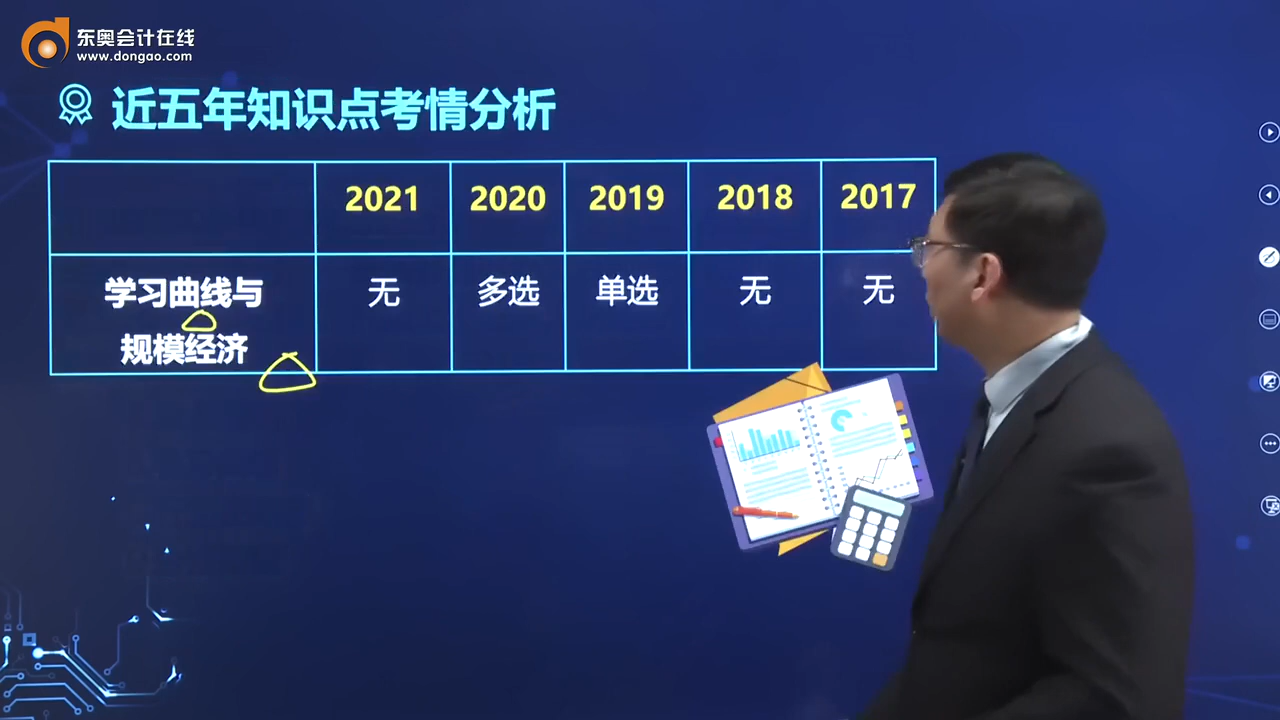 东奥会计在线
www.dongao.com
近五年知识点考情分析
2021 2020 2019 2018 2017
学习曲线与 无 多选 单选 无 无
规模经济